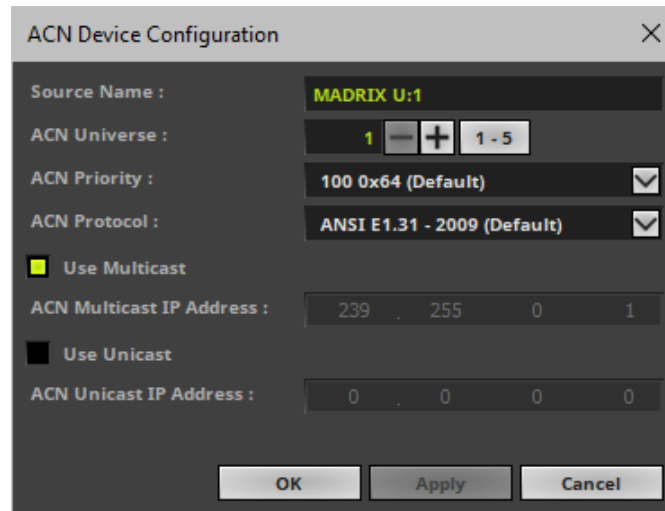 ACN Device Configuration
Source Name : MADRIX U:1
ACN Universe : 1 1 - 5
ACN Priority : 100 0x64 (Default)
ACN Protocol : ANSI E1.31 - 2009 (Default)
Use Multicast
ACN Multicast IP Address : 239 . 255 0 1
Use Unicast
ACN Unicast IP Address : 0 . 0 0 0
OK Apply Cancel